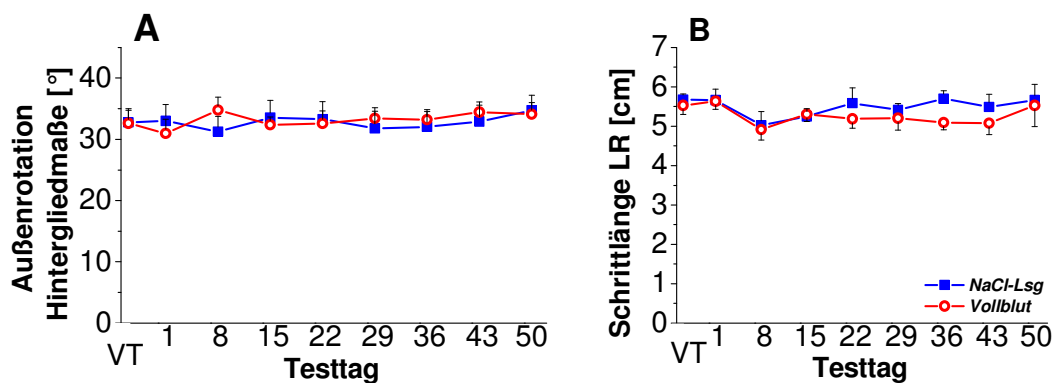 A
Außenrotation
Hintergliedmaße [°]
40
30
20
10
0
VT 1 8 15 22 29 36 43 50
Testtag
B
Schrittlänge LR [cm]
7
6
5
4
3
2
1
0
NaCl-Lsg
Vollblut
VT 1 8 15 22 29 36 43 50
Testtag